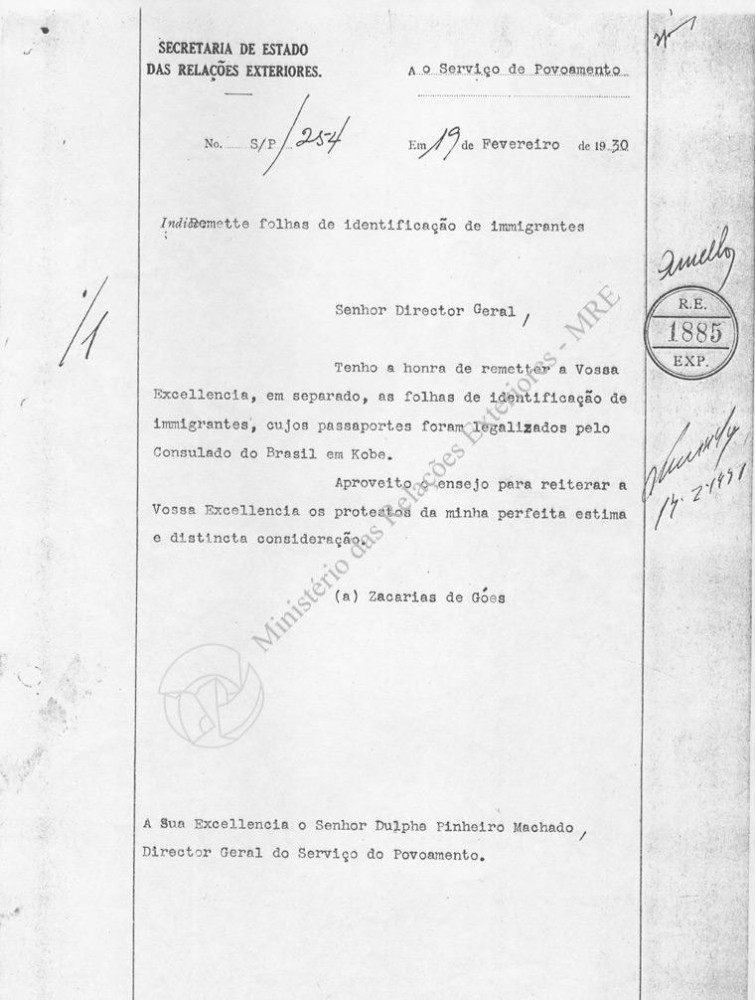 SECRETARIA DE ESTADO
DAS RELAÇÕES EXTERIORES.
A o Serviço de Povoamento
No. S/P/254
Em 19 de Fevereiro de 1930
Remette folhas de identificação de immigrantes
Senhor Director Geral,
Tenho a honra de remetter a Vossa
Excellencia, em separado, as folhas de identificação de
immigrantes, cujos passaportes foram legalizados pelo
Consulado do Brasil em Kobe.
Aproveito o ensejo para reiterar a
Vossa Excellencia os protestos da minha perfeita estima
e distincta consideração.
(a) Zacarias de Góes
A Sua Excellencia o Senhor Dulphe Pinheiro Machado,
Director Geral do Serviço do Povoamento.
/1
R.E.
1885
EXP.
Ministério das Relações Exteriores - MRE